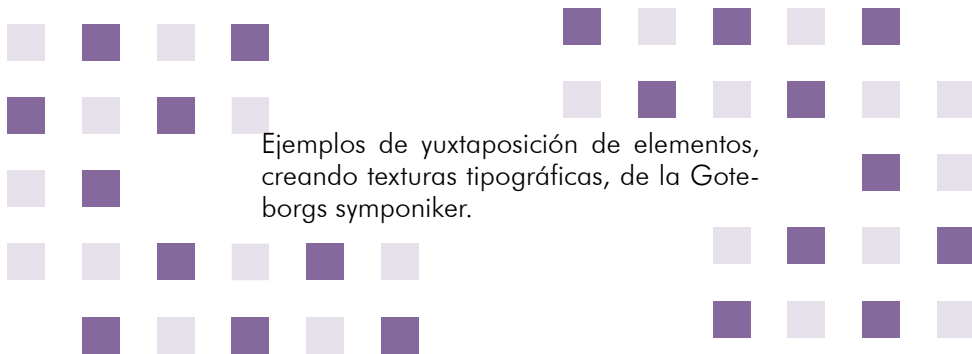 Ejemplos de yuxtaposición de elementos,
creando texturas tipográficas, de la Gote-
borgs symponiker.